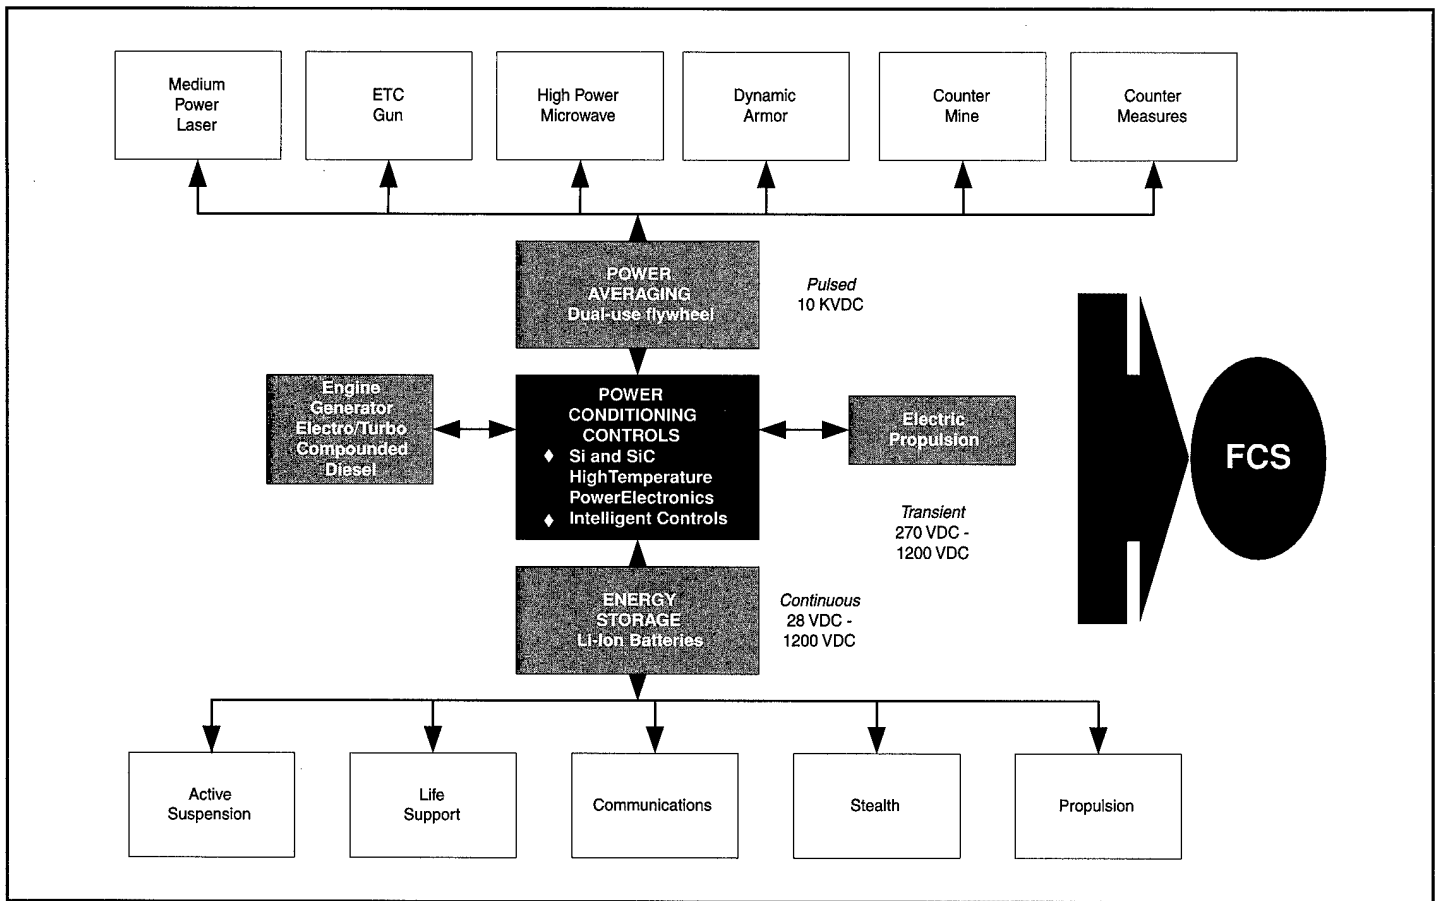 Medium
Power
Laser
ETC
Gun
High Power
Microwave
Dynamic
Armor
Counter
Mine
Counter
Measures
POWER
AVERAGING
Dual-use flywheel
Pulsed
10 KVDC
Engine
Generator
Electro/Turbo
Compounded
Diesel
POWER
CONDITIONING
CONTROLS
♦ Si and SiC
HighTemperature
PowerElectronics
♦ Intelligent Controls
Electric
Propulsion
FCS
Transient
270 VDC -
1200 VDC
ENERGY
STORAGE
Li-Ion Batteries
Continuous
28 VDC -
1200 VDC
Active
Suspension
Life
Support
Communications
Stealth
Propulsion